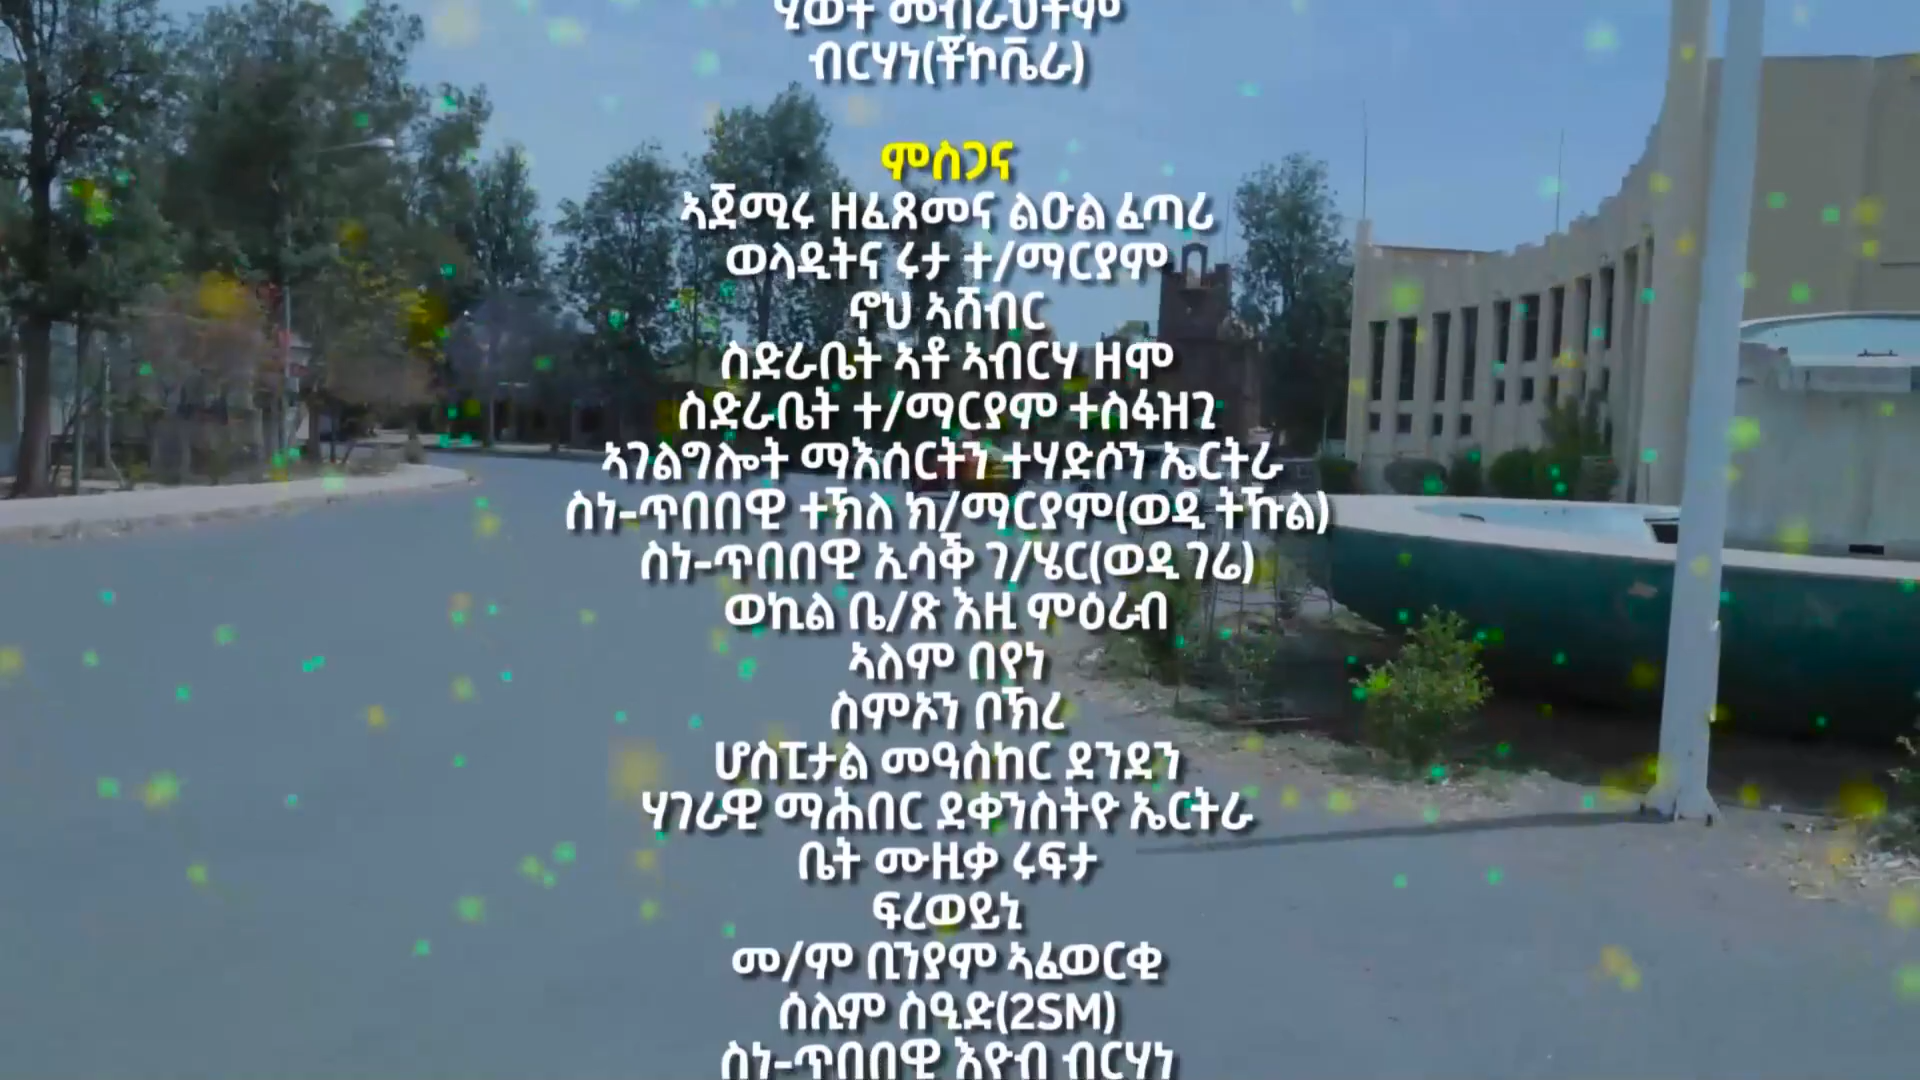 ሂወት መብራህቶም
ብርሃነ(ቾኮቬራ)
ምስጋና
ኣጀሚሩ ዘፈጸመና ልዑል ፈጣሪ
ወላዲትና ሩታ ተ/ማርያም
ኖህ ኣሸብር
ስድራቤት ኣቶ ኣብርሃ ዘሞ
ስድራቤት ተ/ማርያም ተስፋዝጊ
ኣገልግሎት ማእሰርትን ተሃድሶን ኤርትራ
ስነ-ጥበበዊ ተኽለ ክ/ማርያም(ወዲ ትኹል)
ስነ-ጥበበዊ ኢሳቕ ገ/ሄር(ወዲ ገሬ)
ወኪል ቤ/ጽ እዚ ምዕራብ
ኣለም በየነ
ስምኦን ቦኽረ
ሆስፒታል መዓስከር ደንደን
ሃገራዊ ማሕበር ደቀንስትዮ ኤርትራ
ቤት ሙዚቃ ሩፍታ
ፍረወይኒ
መ/ም ቢንያም ኣፈወርቂ
ሰሊም ስዒድ(2SM)
ስነ-ጥበበዊ እዮብ ብርሃነ